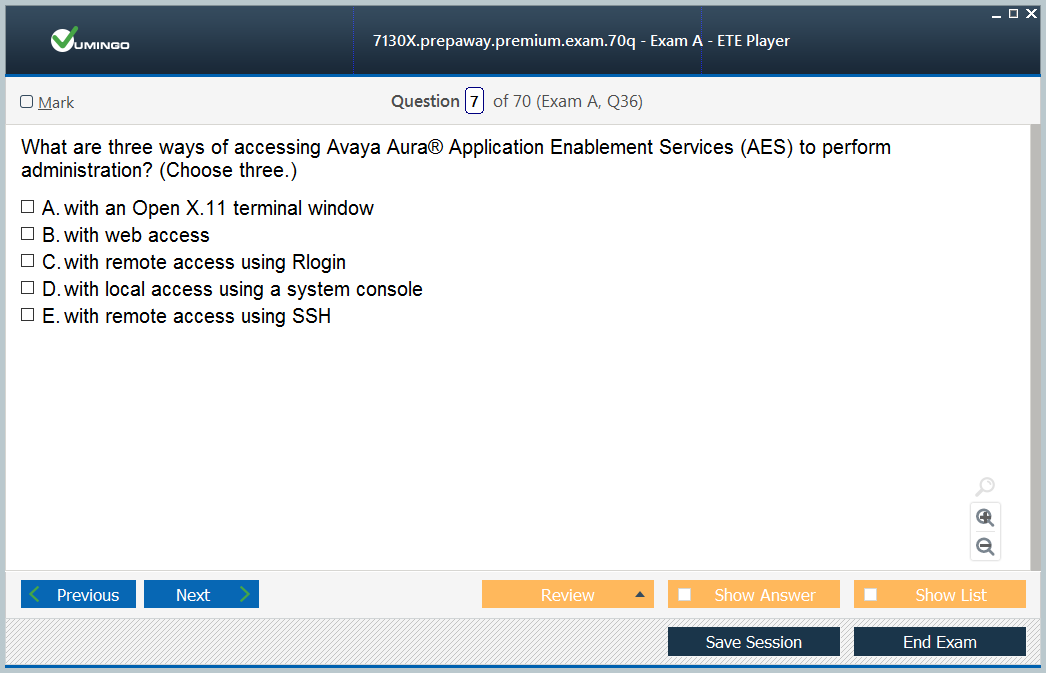 VUMINGO
7130X.prepaway.premium.exam.70q - Exam A - ETE Player
Mark
Question 7 of 70 (Exam A, Q36)
What are three ways of accessing Avaya Aura® Application Enablement Services (AES) to perform
administration? (Choose three.)
A. with an Open X.11 terminal window
B. with web access
C. with remote access using Rlogin
D. with local access using a system console
E. with remote access using SSH
Previous Next Review Show Answer Show List
Save Session End Exam